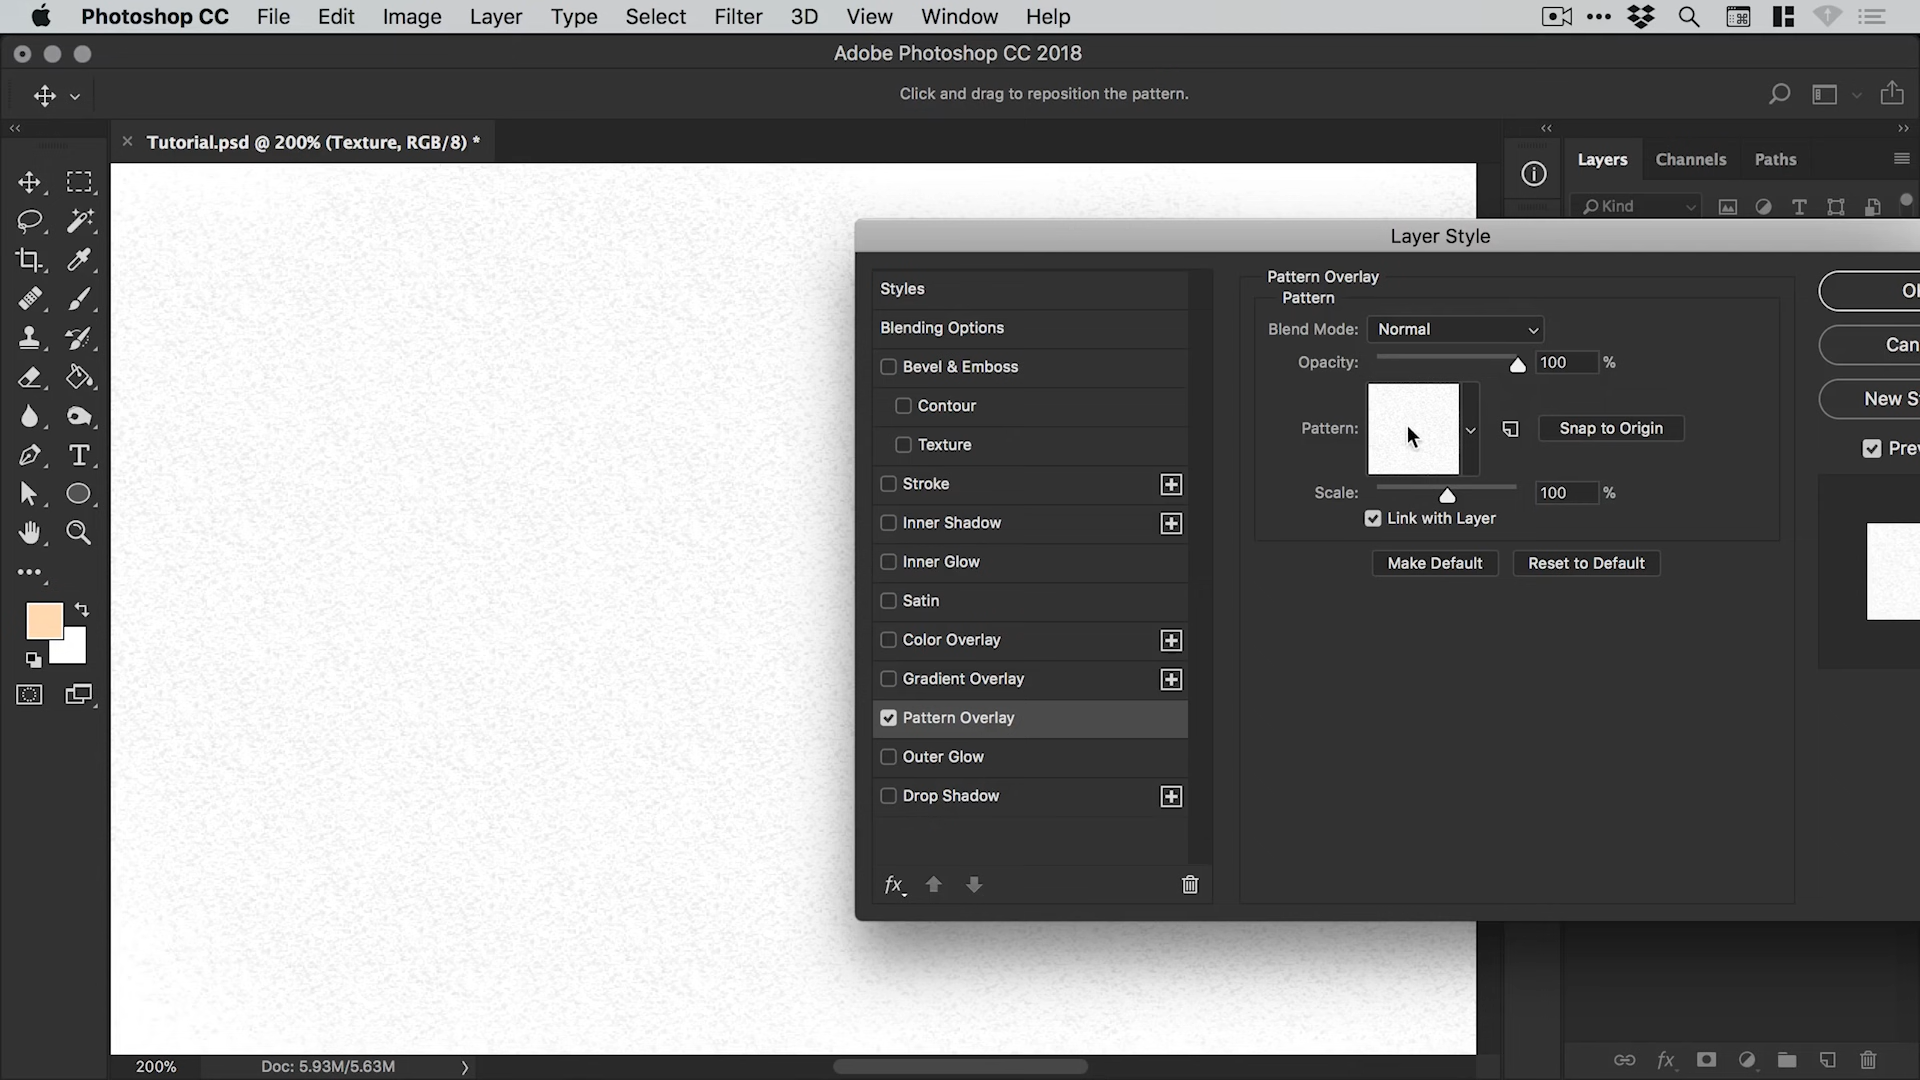 Photoshop CC File Edit Image Layer Type Select Filter 3D View Window Help
Adobe Photoshop CC 2018
Click and drag to reposition the pattern.
Tutorial.psd @ 200% (Texture, RGB/8) *
Layers Channels Paths
Kind
Layer Style
Styles
Blending Options
Bevel & Emboss
Contour
Texture
Stroke
Inner Shadow
Inner Glow
Satin
Color Overlay
Gradient Overlay
Pattern Overlay
Outer Glow
Drop Shadow
fx
Pattern Overlay
Pattern
Blend Mode: Normal
Opacity: 100 %
Pattern: Snap to Origin
Scale: 100 %
Link with Layer
Make Default Reset to Default
Can
New S
Prev
200% Doc: 5.93M/5.63M
fx